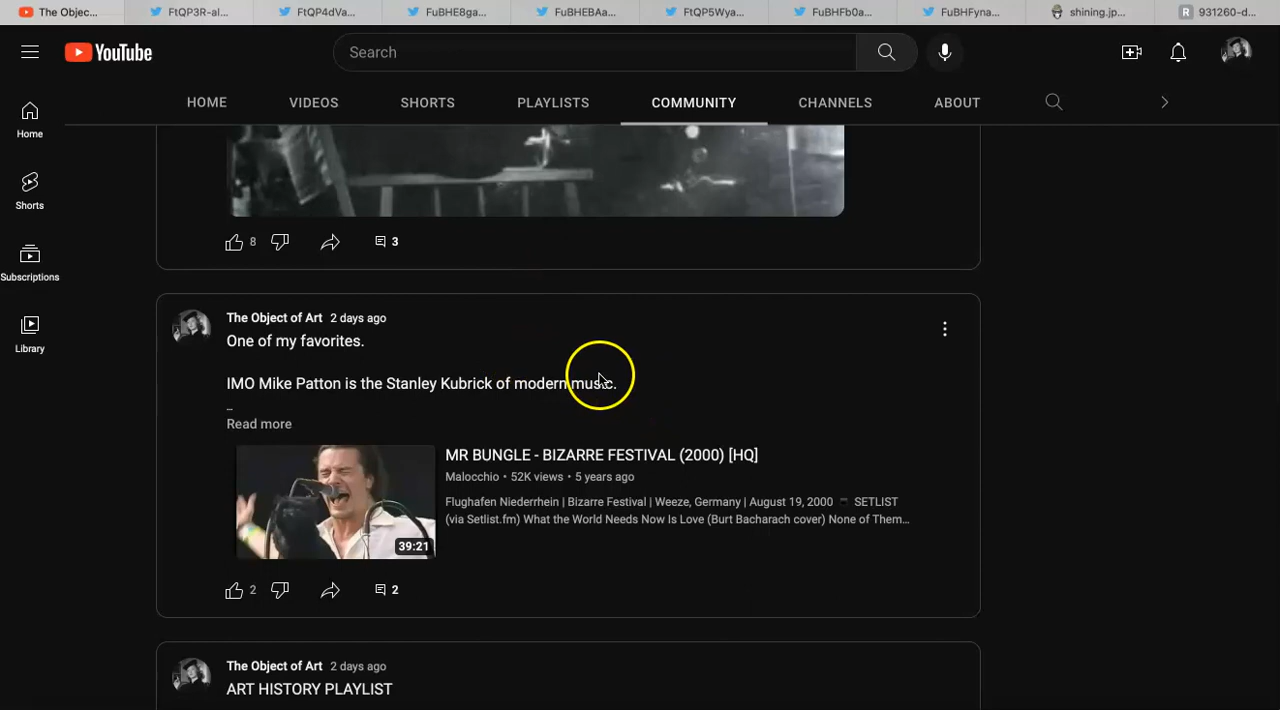 The Objec...
FtQP3R-aI...
FtQP4dVa...
FuBHE8ga...
FuBHEBAa...
FtQP5Wya...
FuBHFb0a...
FuBHFyna...
shining.jp...
R 931260-d...
YouTube
Search
HOME
VIDEOS
SHORTS
PLAYLISTS
COMMUNITY
CHANNELS
ABOUT
Home
Shorts
Subscriptions
Library
8
3
The Object of Art 2 days ago
One of my favorites.
IMO Mike Patton is the Stanley Kubrick of modern music.
..
Read more
MR BUNGLE - BIZARRE FESTIVAL (2000) [HQ]
Malocchio • 52K views • 5 years ago
Flughafen Niederrhein | Bizarre Festival | Weeze, Germany | August 19, 2000 SETLIST
(via Setlist.fm) What the World Needs Now Is Love (Burt Bacharach cover) None of Them...
39:21
2
2
The Object of Art 2 days ago
ART HISTORY PLAYLIST